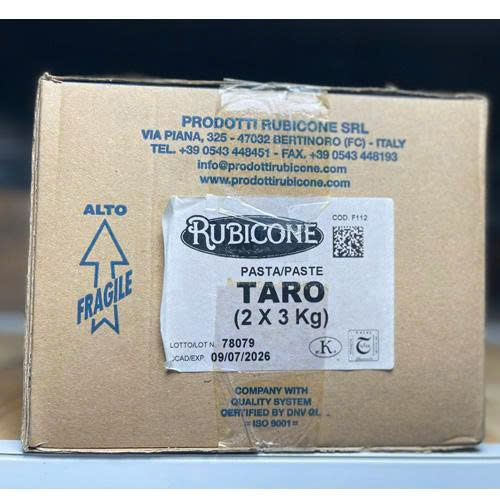 PRODOTTI RUBICONE SRL
VIA PIANA, 325 - 47032 BERTINORO (FC) - ITALY
TEL. +39 0543 448451 - FAX. +39 0543 448193
info@prodottirubicone.com
www.prodottirubicone.com
ALTO
FRAGILE
RUBICONE
COD. F112
PASTA/PASTE
TARO
(2 X 3 Kg)
LOTTO/LOT N. 78079
SCAD/EXP. 09/07/2026
K
COMPANY WITH
QUALITY SYSTEM
CERTIFIED BY DNV GL
= ISO 9001 =